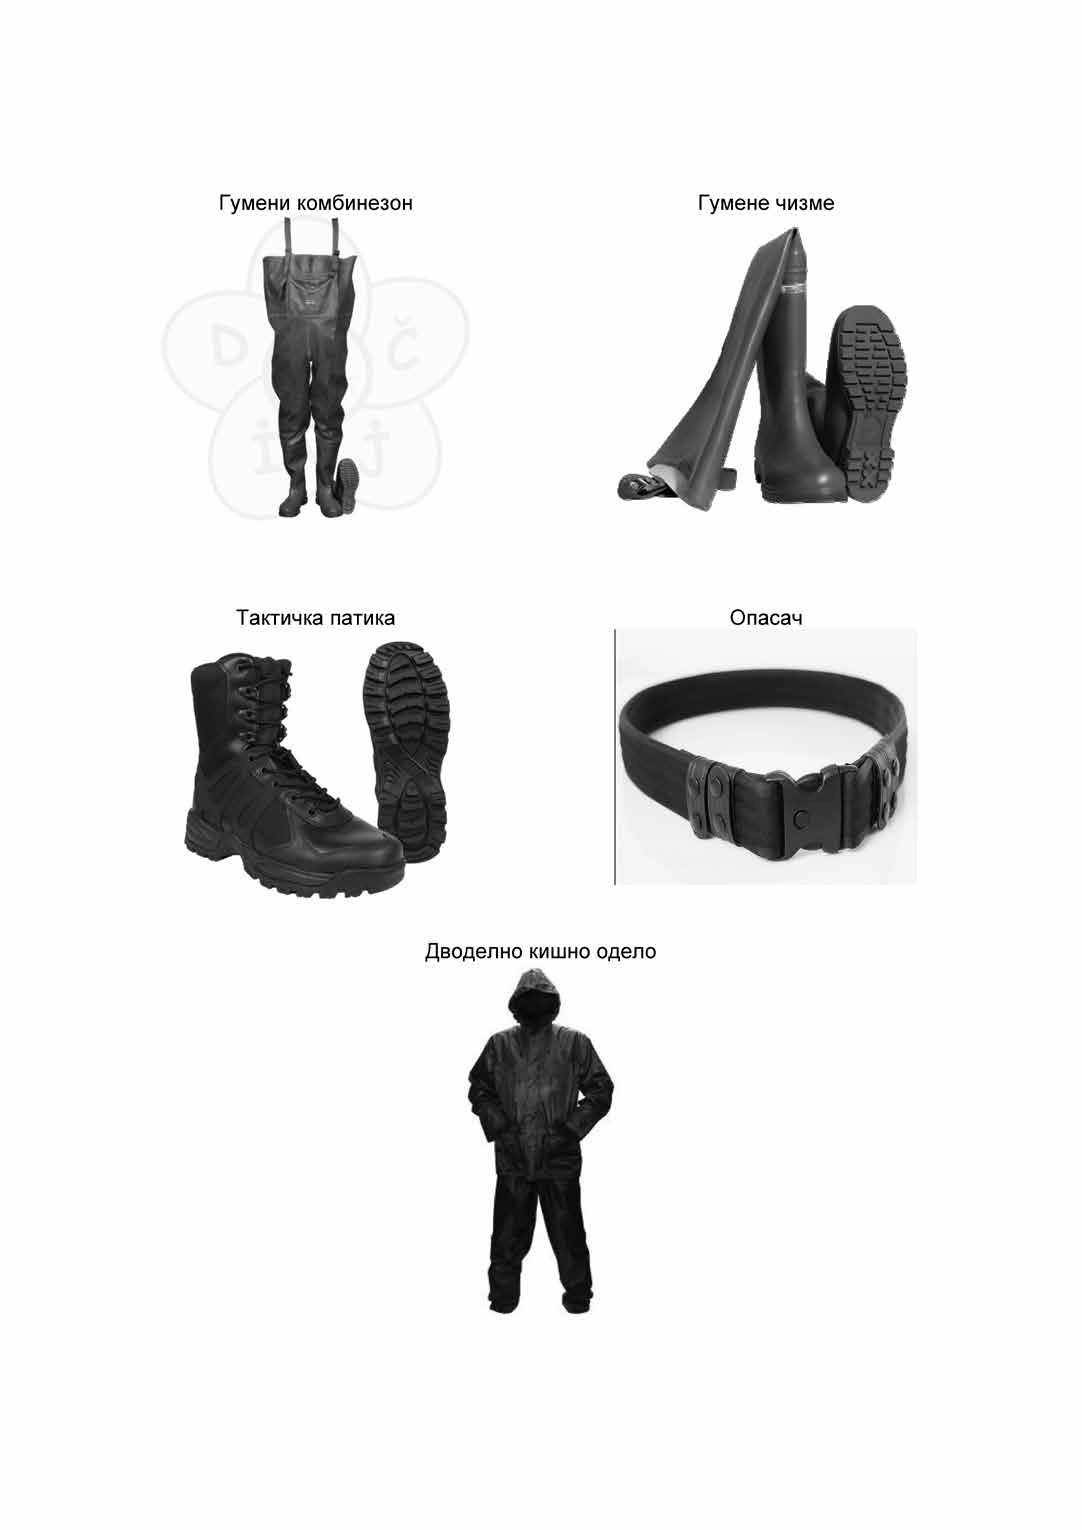 Гумени комбинезон
Гумене чизме
D Č
i j
Тактичка патика
Опасач
Дводелно кишно одело